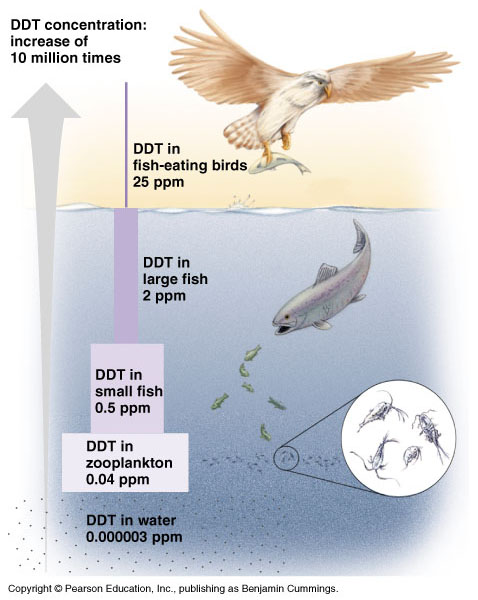 DDT concentration:
increase of
10 million times
DDT in
fish-eating birds
25 ppm
DDT in
large fish
2 ppm
DDT in
small fish
0.5 ppm
DDT in
zooplankton
0.04 ppm
DDT in water
0.000003 ppm
Copyright © Pearson Education, Inc., publishing as Benjamin Cummings.